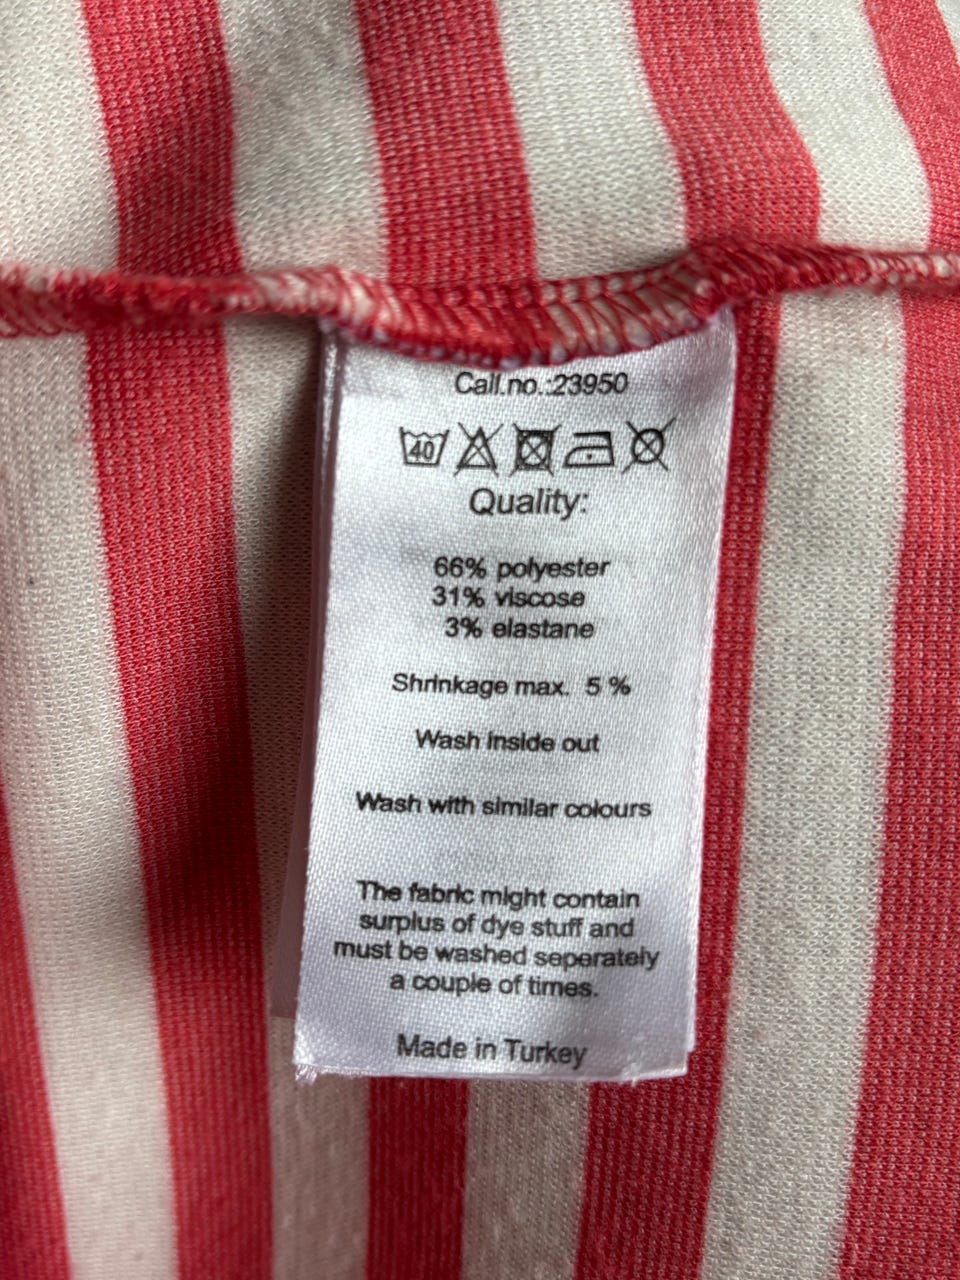 Call.no.:23950
40
Quality:
66% polyester
31% viscose
3% elastane
Shrinkage max. 5 %
Wash inside out
Wash with similar colours
The fabric might contain
surplus of dye stuff and
must be washed seperately
a couple of times.
Made in Turkey